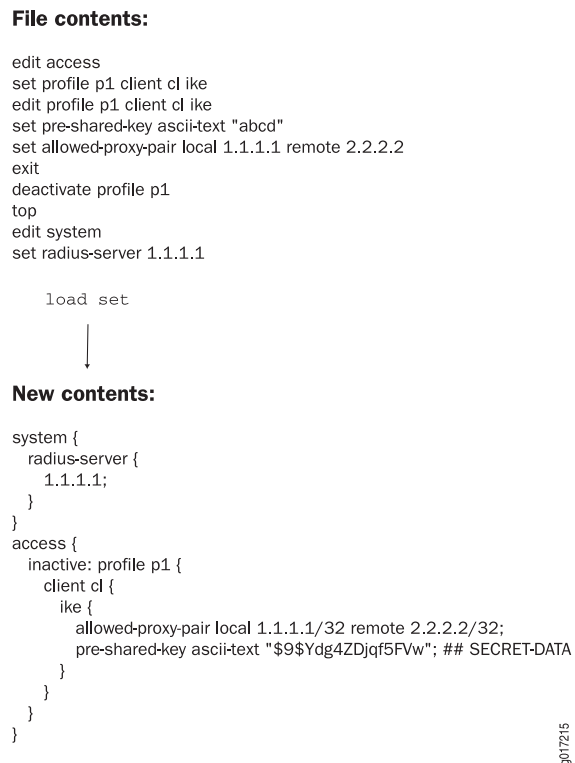 File contents:
edit access
set profile p1 client cl ike
edit profile p1 client cl ike
set pre-shared-key ascii-text "abcd"
set allowed-proxy-pair local 1.1.1.1 remote 2.2.2.2
exit
deactivate profile p1
top
edit system
set radius-server 1.1.1.1
load set
New contents:
system {
radius-server {
1.1.1.1;
}
}
access {
inactive: profile p1 {
client cl {
ike {
allowed-proxy-pair local 1.1.1.1/32 remote 2.2.2.2/32;
pre-shared-key ascii-text "$9$Ydg4ZDjqf5FVw"; ## SECRET-DATA
}
}
}
}
g017215